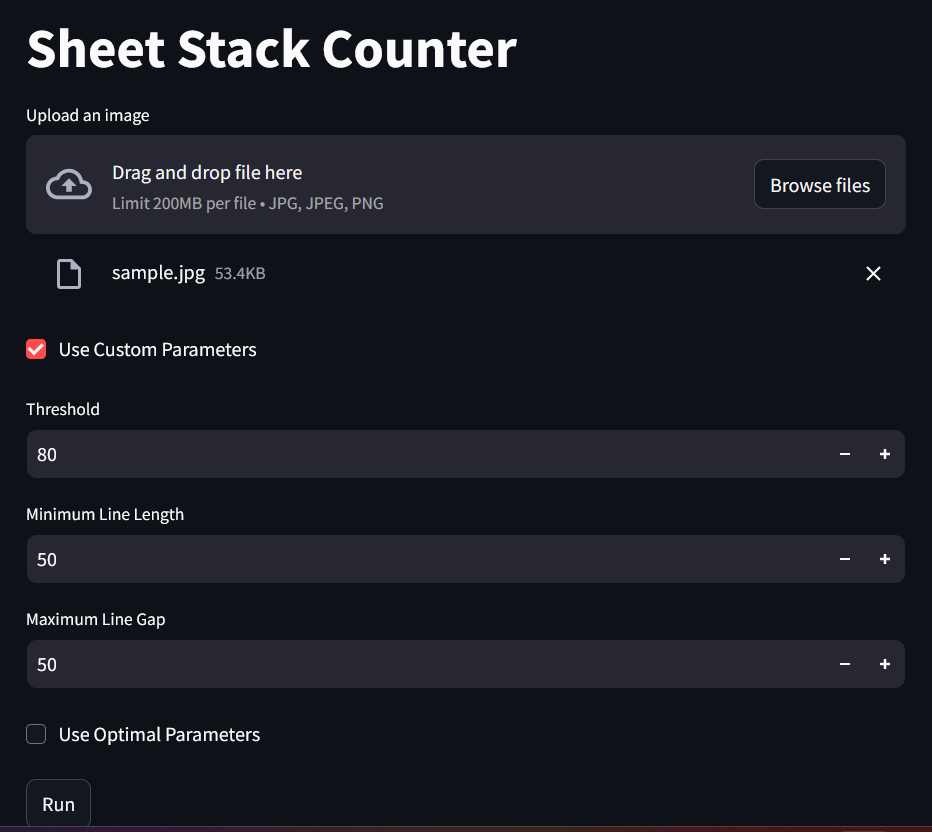 Sheet Stack Counter
Upload an image
Drag and drop file here
Limit 200MB per file • JPG, JPEG, PNG
Browse files
sample.jpg 53.4KB
Use Custom Parameters
Threshold
80
Minimum Line Length
50
Maximum Line Gap
50
Use Optimal Parameters
Run